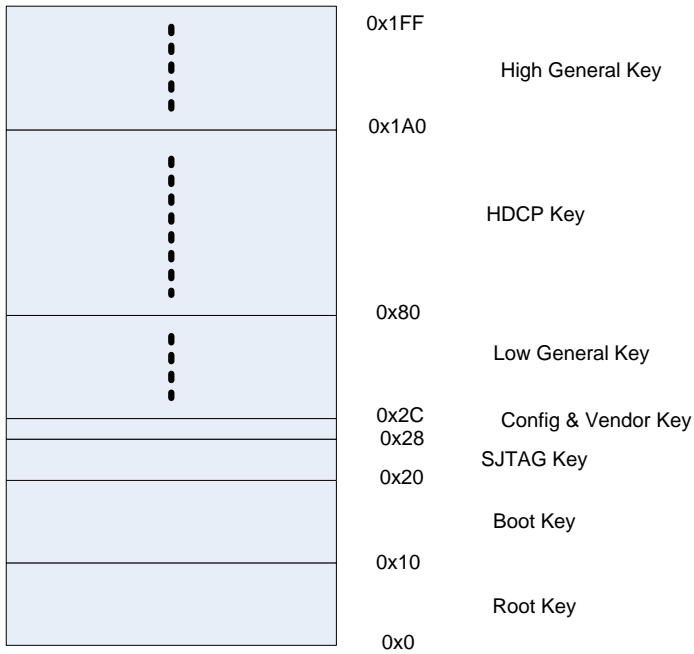 0x1FF
High General Key
0x1A0
HDCP Key
0x80
Low General Key
0x2C
Config & Vendor Key
0x28
SJTAG Key
0x20
Boot Key
0x10
Root Key
0x0